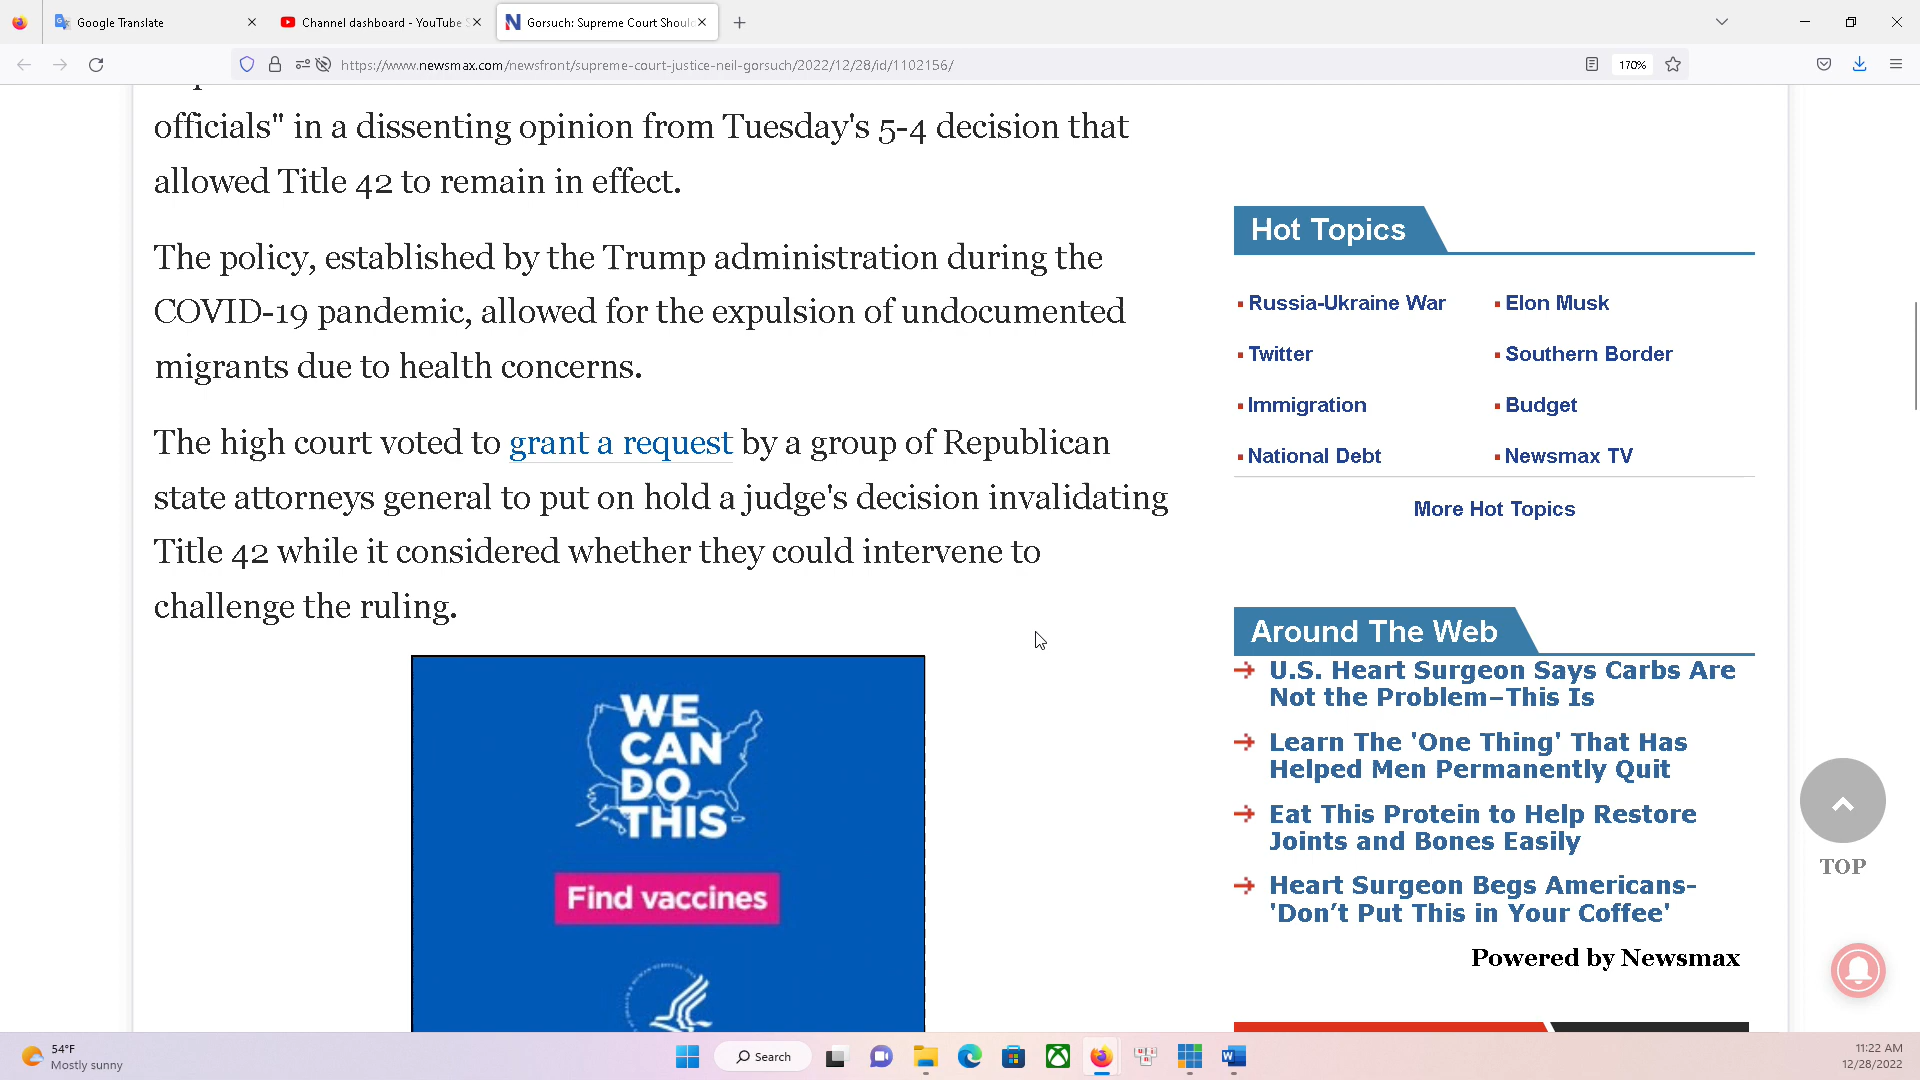 Google Translate
Channel dashboard - YouTube S
Gorsuch: Supreme Court Shoul
https://www.newsmax.com/newsfront/supreme-court-justice-neil-gorsuch/2022/12/28/id/1102156/
170%
officials" in a dissenting opinion from Tuesday's 5-4 decision that
allowed Title 42 to remain in effect.
The policy, established by the Trump administration during the
COVID-19 pandemic, allowed for the expulsion of undocumented
migrants due to health concerns.
The high court voted to grant a request by a group of Republican
state attorneys general to put on hold a judge's decision invalidating
Title 42 while it considered whether they could intervene to
challenge the ruling.
WE
CAN
DO
THIS
Find vaccines
Hot Topics
Russia-Ukraine War
Elon Musk
Twitter
Southern Border
Immigration
Budget
National Debt
Newsmax TV
More Hot Topics
Around The Web
U.S. Heart Surgeon Says Carbs Are
Not the Problem–This Is
Learn The 'One Thing' That Has
Helped Men Permanently Quit
Eat This Protein to Help Restore
Joints and Bones Easily
Heart Surgeon Begs Americans-
'Don’t Put This in Your Coffee'
Powered by Newsmax
TOP
54°F
Mostly sunny
Search
11:22 AM
12/28/2022